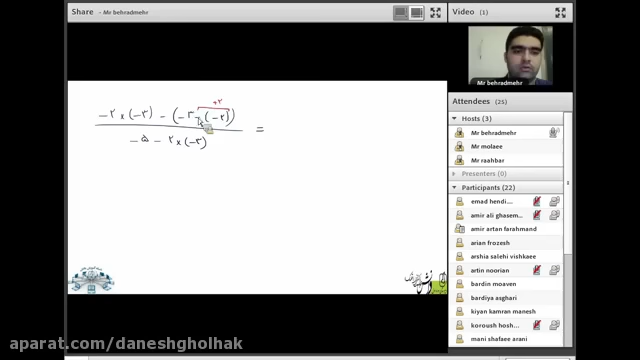 Share - Mr behradmehr
Video (1)
Mr behradmehr
Attendees (25)
Hosts (3)
Mr behradmehr
Mr molaee
Mr raahbar
Presenters (0)
Participants (22)
emad hendi....
amir ali ghasem...
amir artan farahmand
arian frozesh
arshia salehi vishkaee
artin noorian
bardin moaven
bardiya asghari
kiyan kamran manesh
koroush hosh...
mani shafaee arani
+۲
−۲ × (−۳) − (−۳ − (−۲))
−۵ − ۲ × (−۳)
=
aparat.com/daneshgholhak